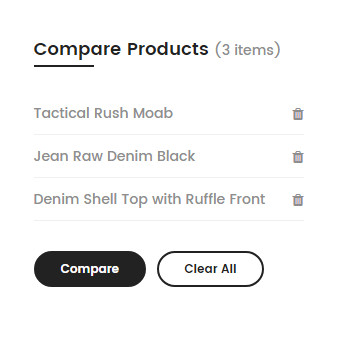 Compare Products (3 items)
Tactical Rush Moab
Jean Raw Denim Black
Denim Shell Top with Ruffle Front
Compare Clear All